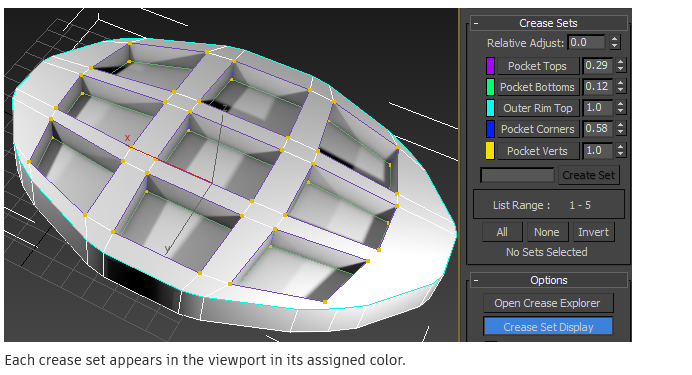 - Crease Sets
Relative Adjust: 0.0
Pocket Tops 0.29
Pocket Bottoms 0.12
Outer Rim Top 1.0
Pocket Corners 0.58
Pocket Verts 1.0
Create Set
List Range : 1 - 5
All None Invert
No Sets Selected
- Options
Open Crease Explorer
Crease Set Display
x
y
Each crease set appears in the viewport in its assigned color.